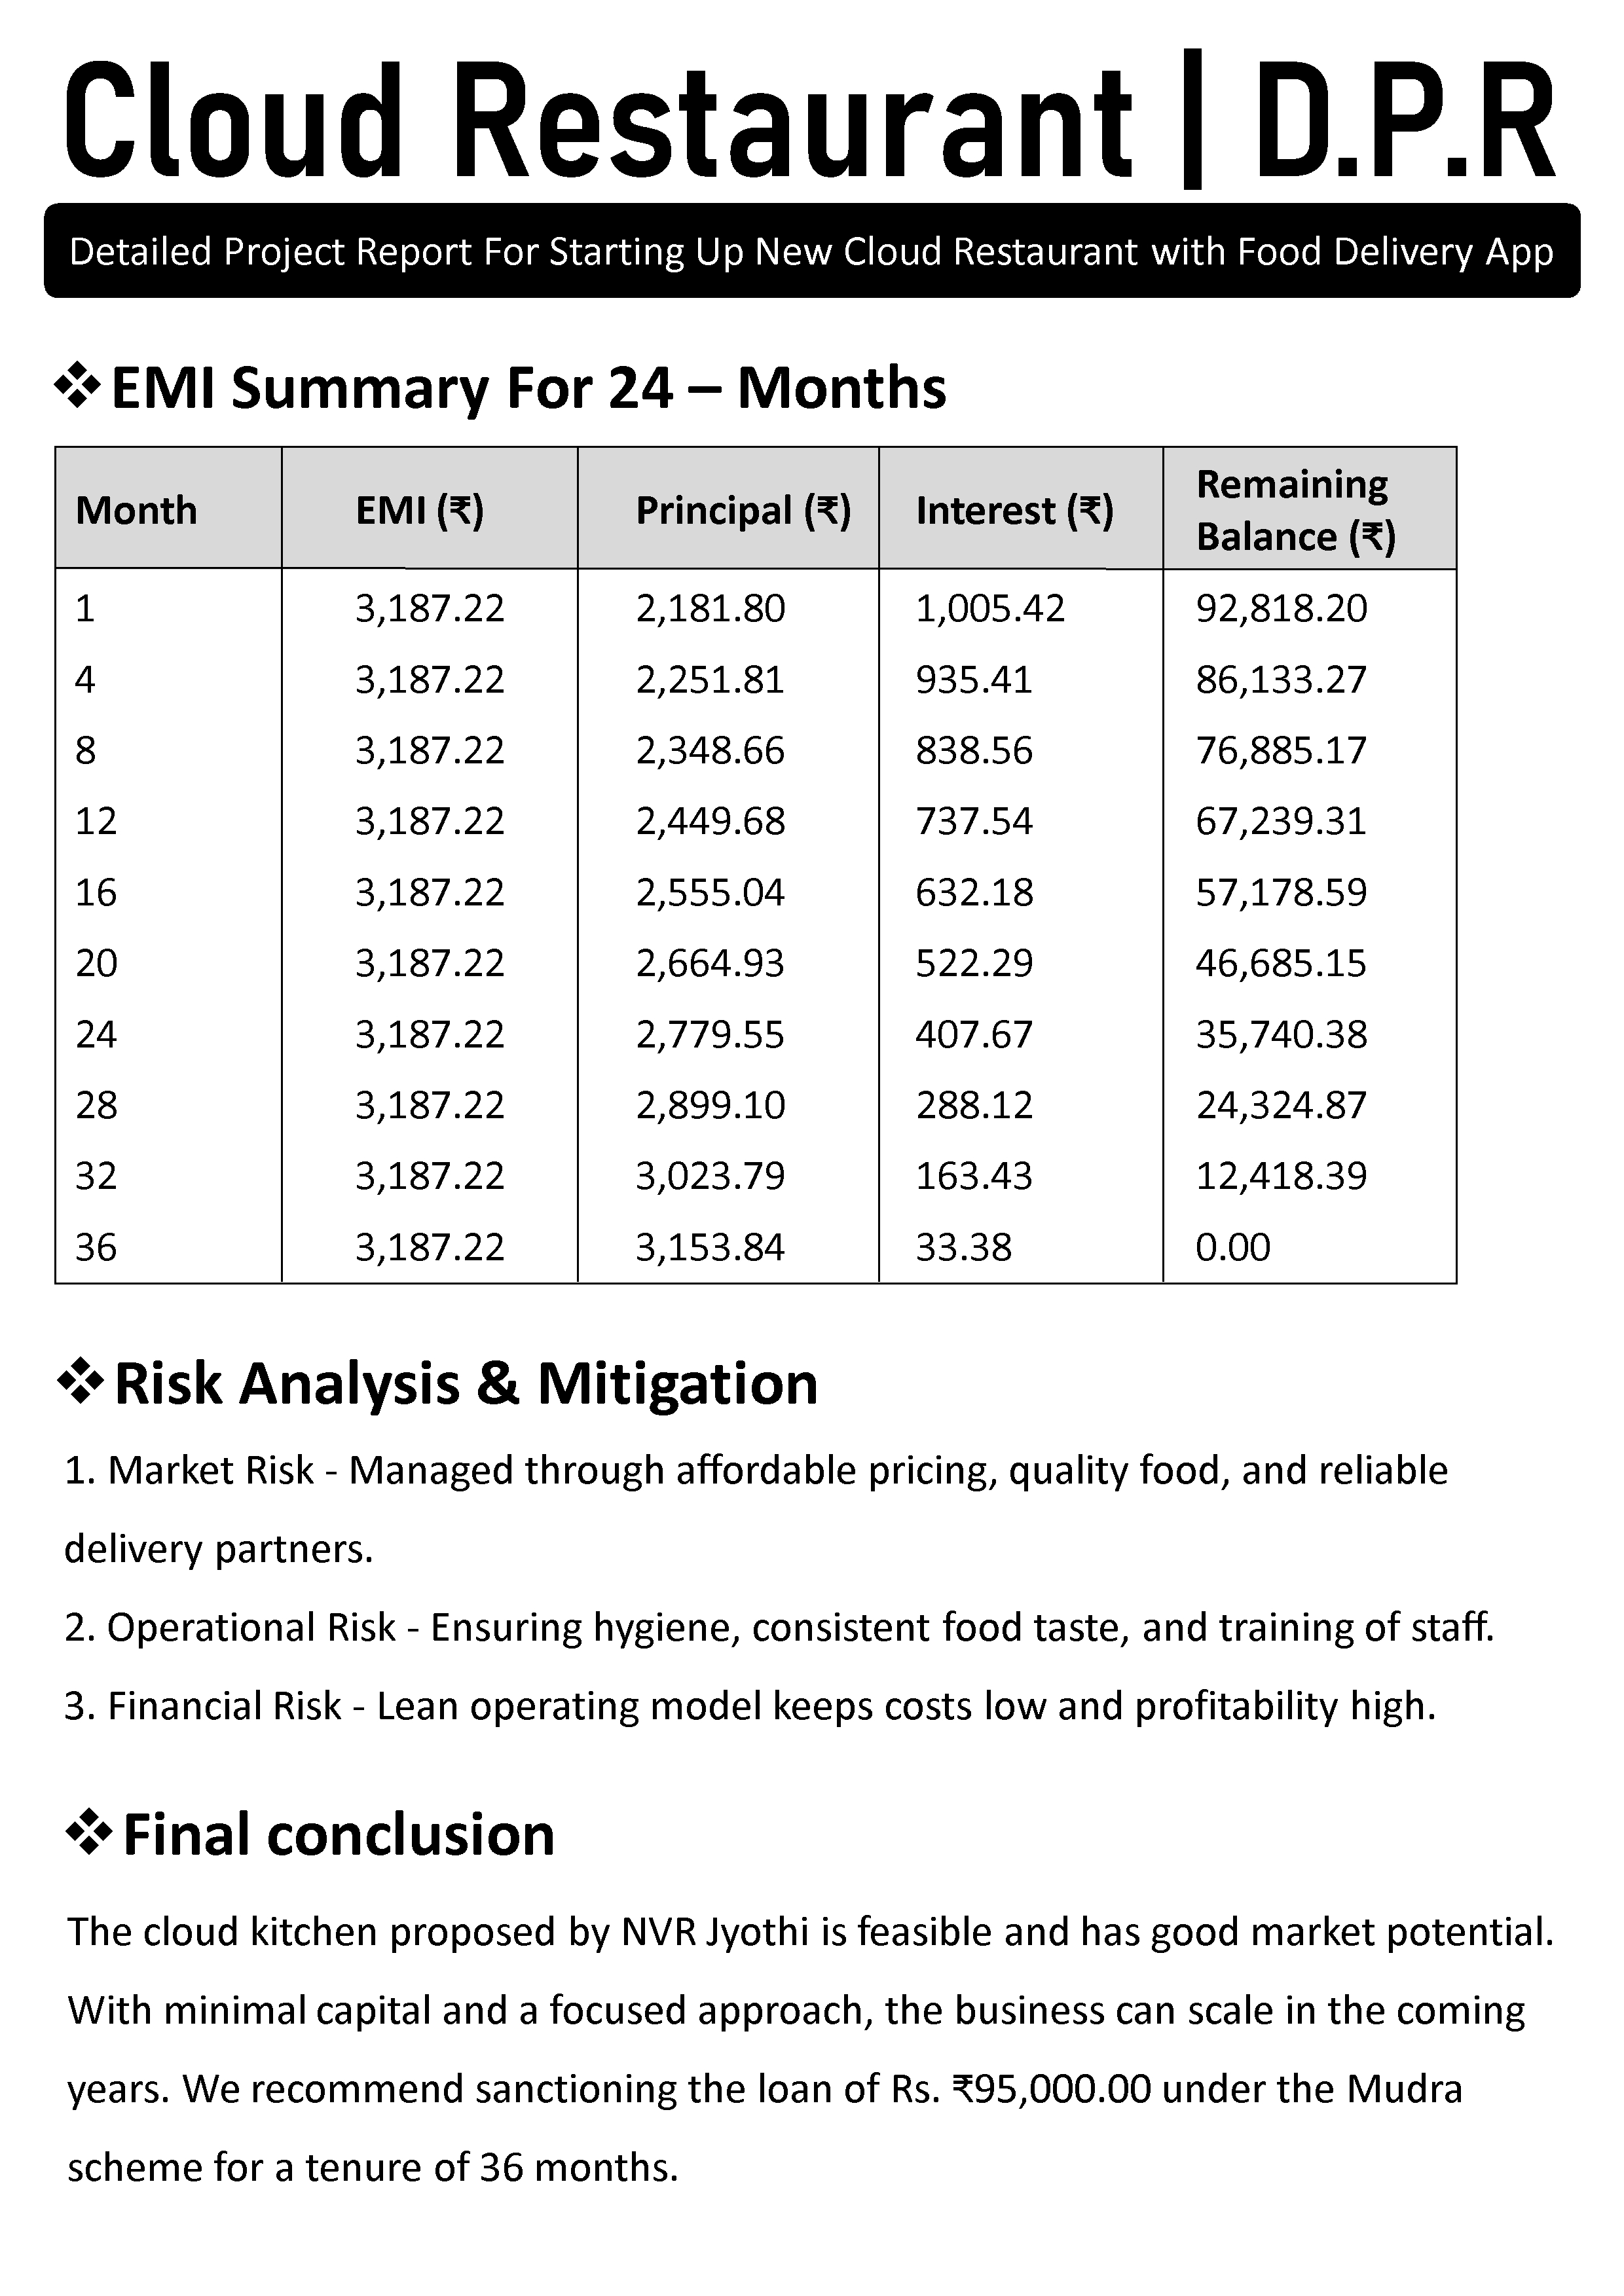 Cloud Restaurant | D.P.R
Detailed Project Report For Starting Up New Cloud Restaurant with Food Delivery App
❖ EMI Summary For 24 – Months
Month EMI (₹) Principal (₹) Interest (₹) Remaining Balance (₹)
1 3,187.22 2,181.80 1,005.42 92,818.20
4 3,187.22 2,251.81 935.41 86,133.27
8 3,187.22 2,348.66 838.56 76,885.17
12 3,187.22 2,449.68 737.54 67,239.31
16 3,187.22 2,555.04 632.18 57,178.59
20 3,187.22 2,664.93 522.29 46,685.15
24 3,187.22 2,779.55 407.67 35,740.38
28 3,187.22 2,899.10 288.12 24,324.87
32 3,187.22 3,023.79 163.43 12,418.39
36 3,187.22 3,153.84 33.38 0.00
❖ Risk Analysis & Mitigation
1. Market Risk - Managed through affordable pricing, quality food, and reliable
delivery partners.
2. Operational Risk - Ensuring hygiene, consistent food taste, and training of staff.
3. Financial Risk - Lean operating model keeps costs low and profitability high.
❖ Final conclusion
The cloud kitchen proposed by NVR Jyothi is feasible and has good market potential.
With minimal capital and a focused approach, the business can scale in the coming
years. We recommend sanctioning the loan of Rs. ₹95,000.00 under the Mudra
scheme for a tenure of 36 months.